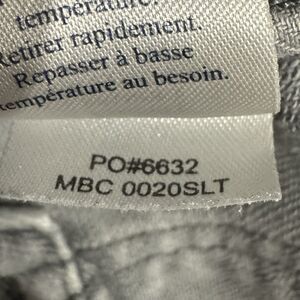 température.
Retirer rapidement.
Repasser à basse
température au besoin.
PO#6632
MBC 0020SLT